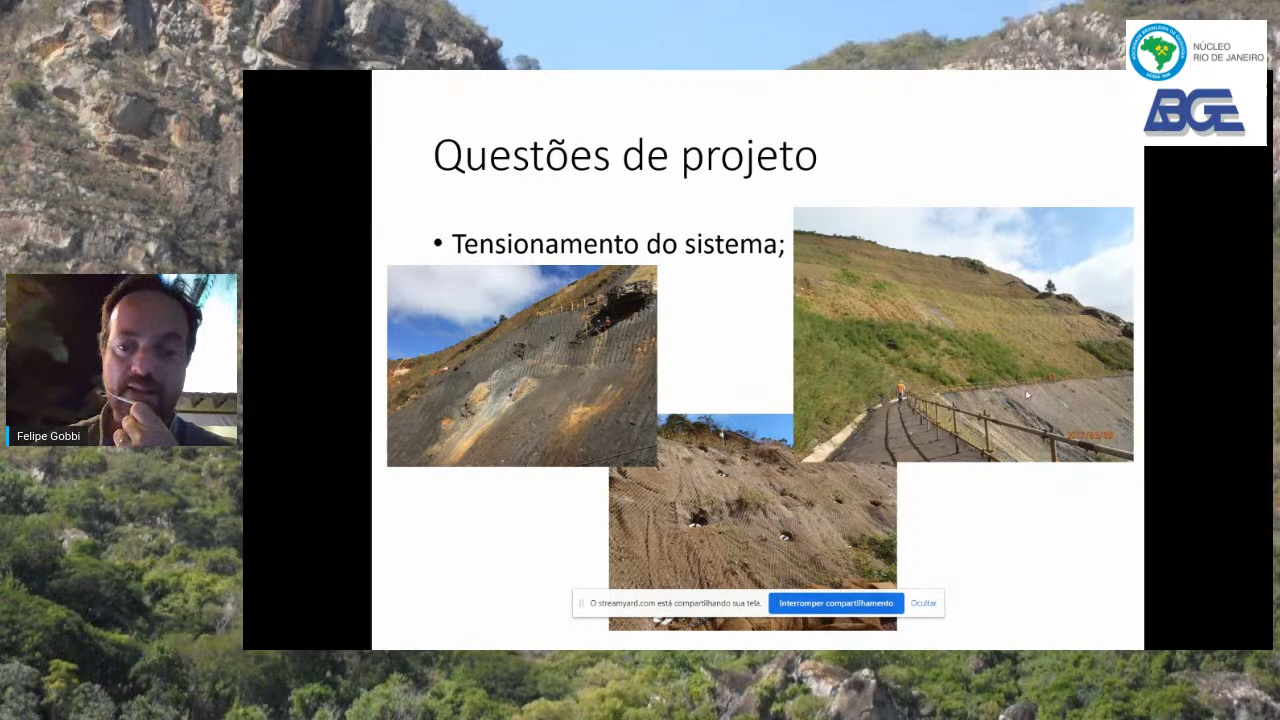 NÚCLEO
RIO DE JANEIRO
ABGE
Questões de projeto
• Tensionamento do sistema;
Felipe Gobbi
O streamyard.com está compartilhando sua tela.
Interromper compartilhamento
Ocultar